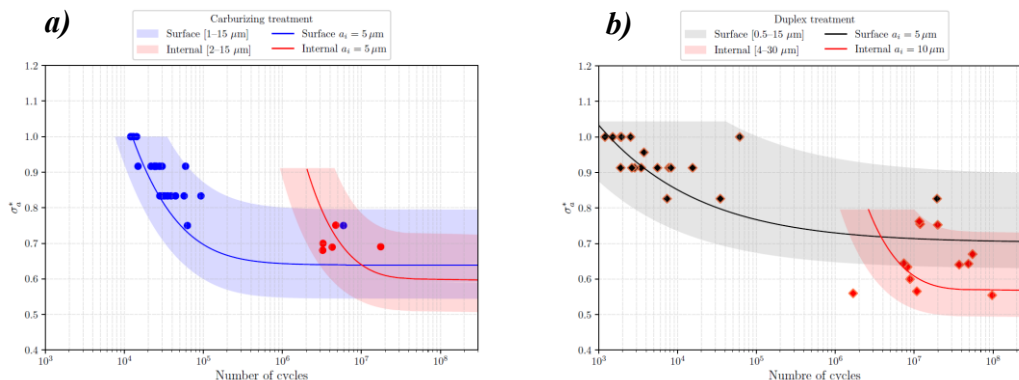 a)
Carburizing treatment
Surface [1–15 μm]
Surface aᵢ = 5 μm
Internal [2–15 μm]
Internal aᵢ = 5 μm
1.2
1.1
1.0
0.9
0.8
0.7
0.6
0.5
0.4
σₐ*
10³
10⁴
10⁵
10⁶
10⁷
10⁸
Number of cycles
b)
Duplex treatment
Surface [0.5–15 μm]
Surface aᵢ = 5 μm
Internal [4–30 μm]
Internal aᵢ = 10 μm
1.2
1.1
1.0
0.9
0.8
0.7
0.6
0.5
0.4
σₐ*
10³
10⁴
10⁵
10⁶
10⁷
10⁸
Nombre of cycles